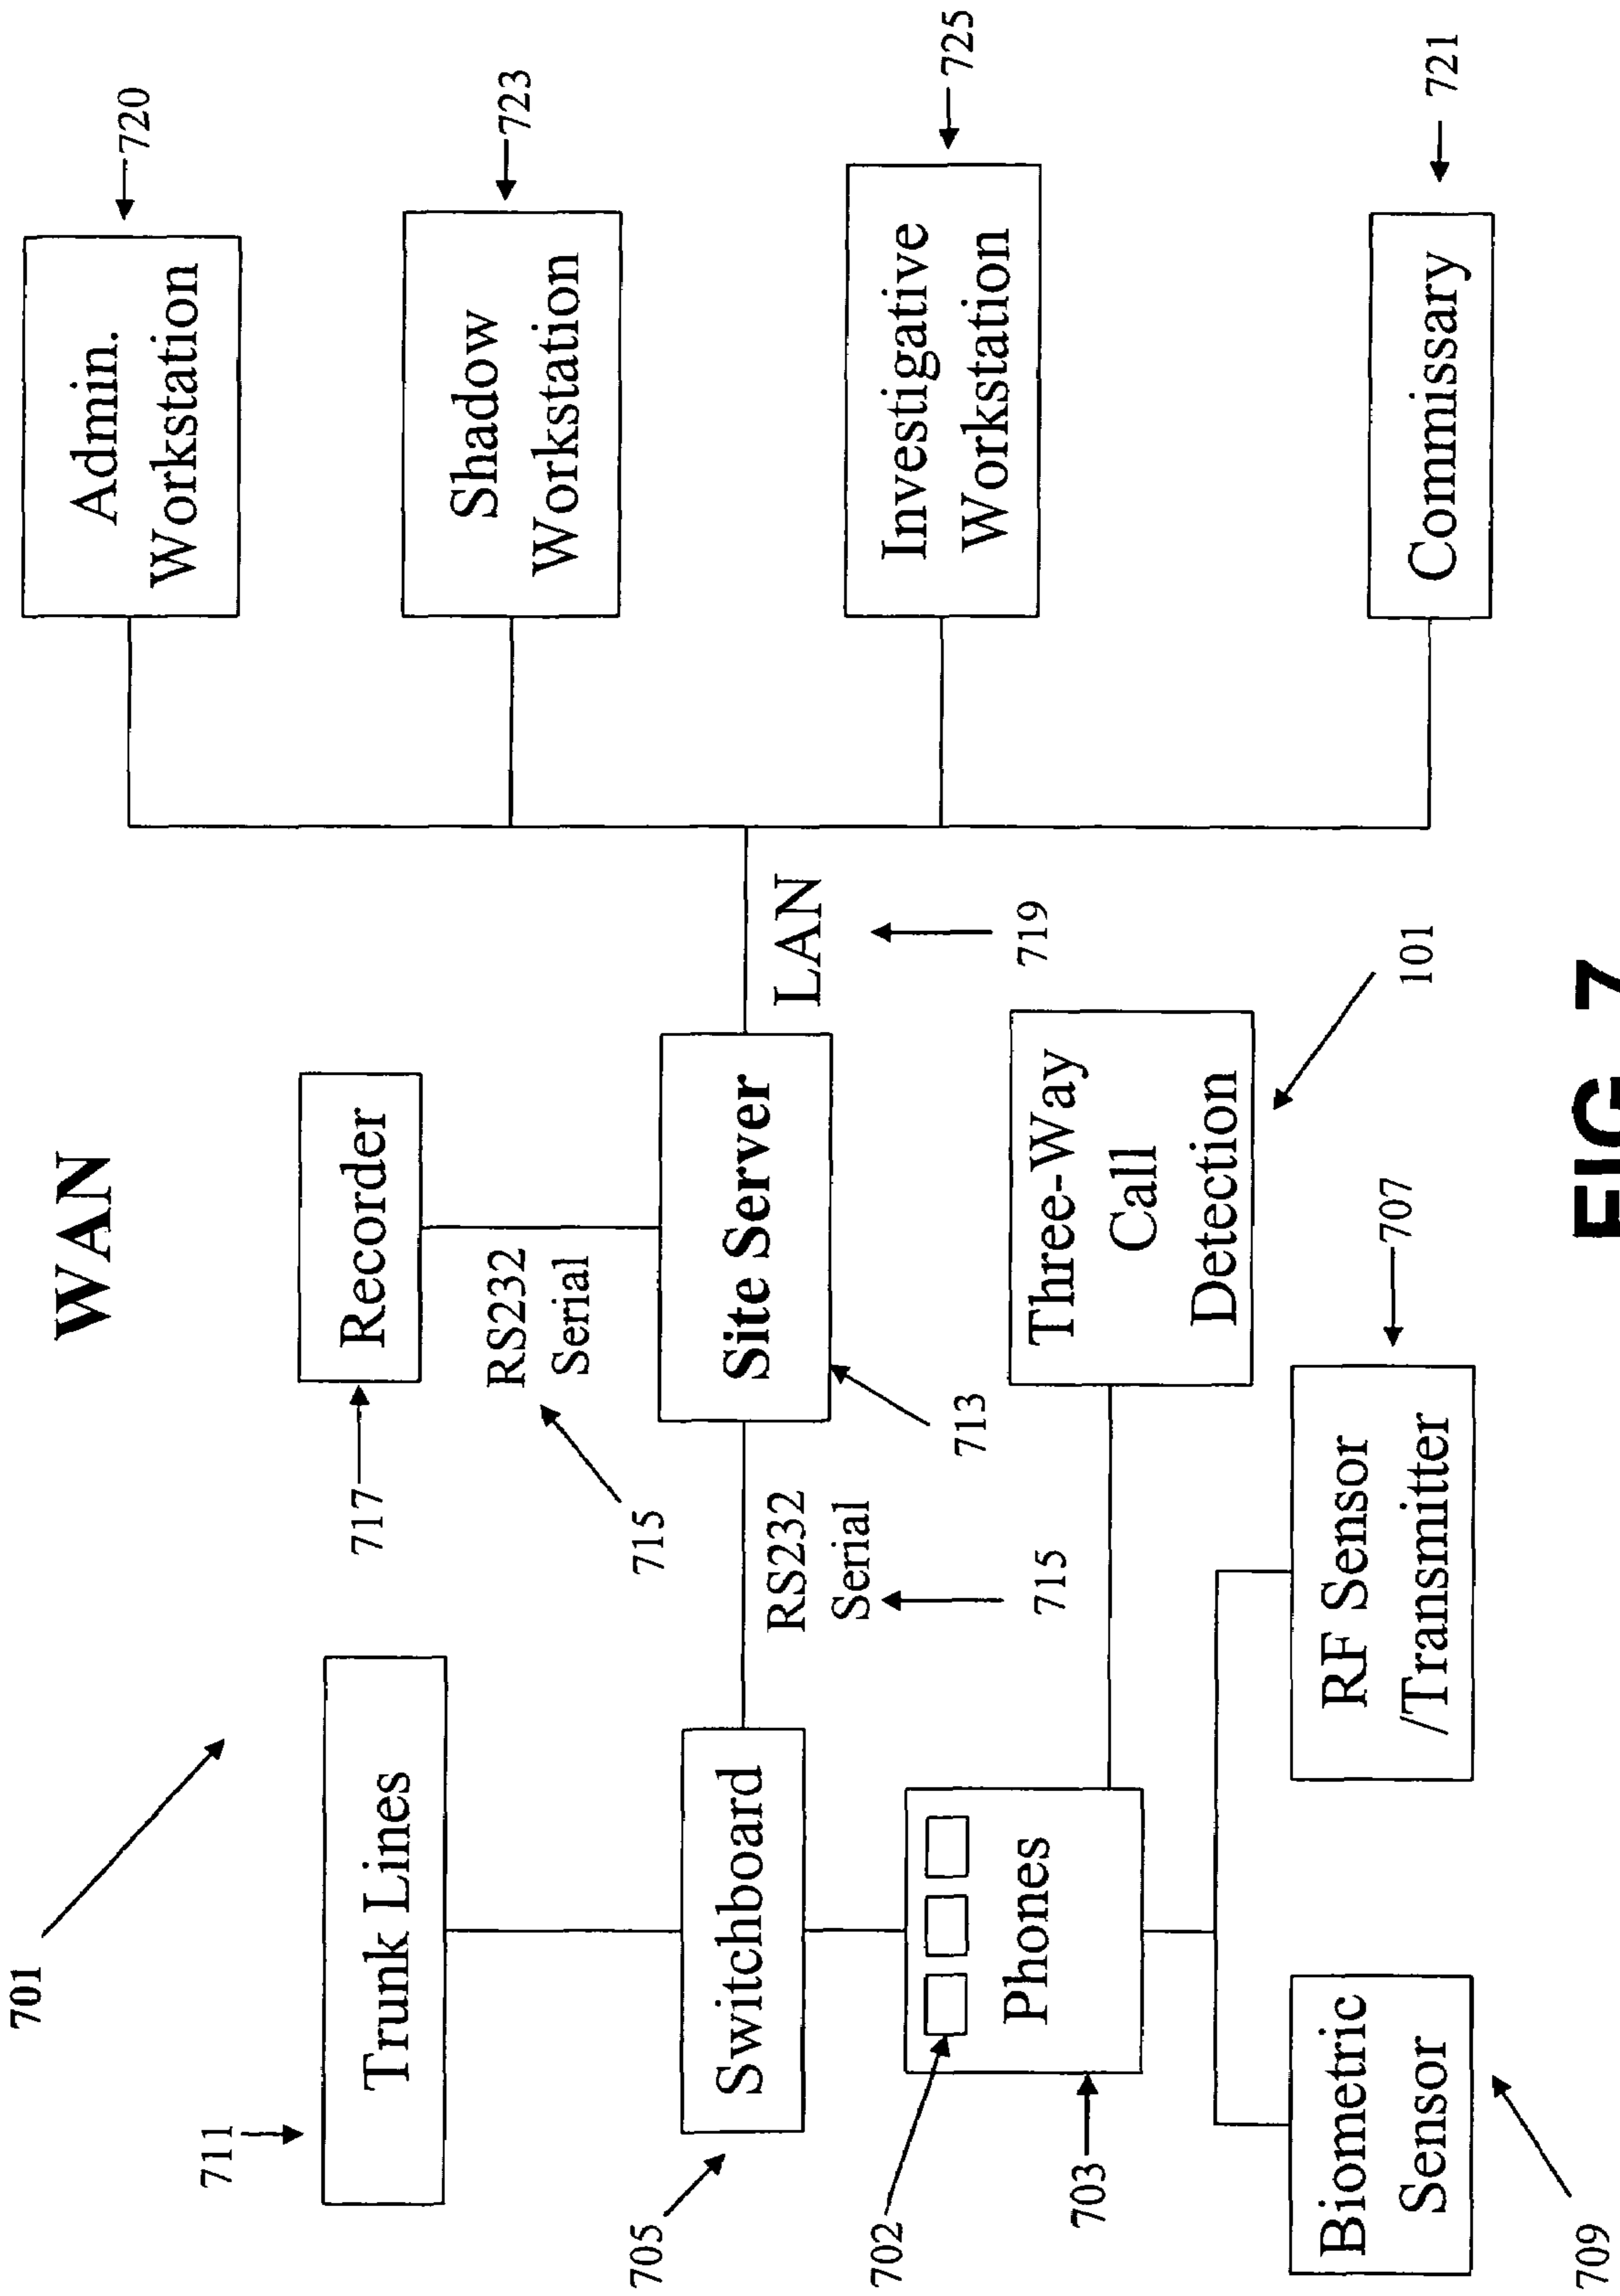 WAN
701
711
Trunk Lines
717
Recorder
RS232
Serial
715
705
Switchboard
RS232
Serial
715
Site Server
713
LAN
719
Admin.
Workstation
720
Shadow
Workstation
723
Investigative
Workstation
725
Commissary
721
702
703
Phones
Three-Way
Call
Detection
101
Biometric
Sensor
709
RF Sensor
/Transmitter
707
FIG. 7